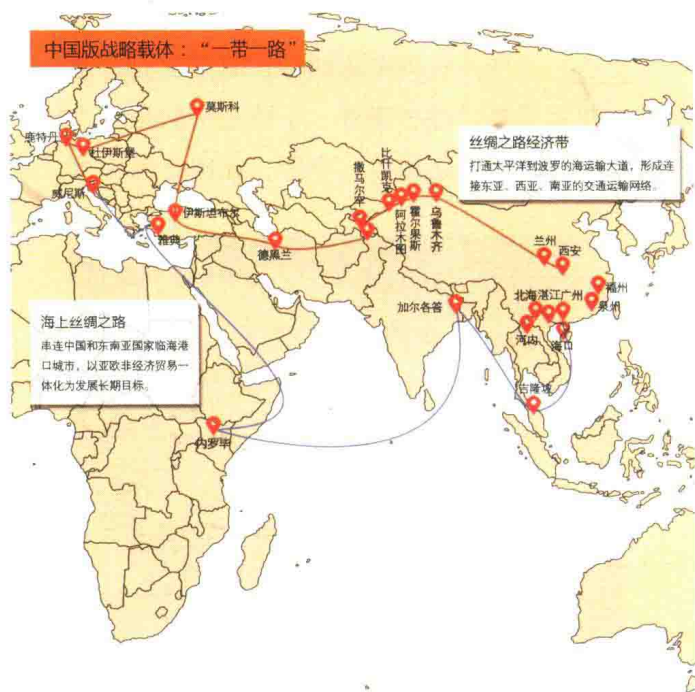 中国版战略载体：“一带一路”
莫斯科
鹿特丹
杜伊斯堡
丝绸之路经济带
打通太平洋到波罗的海运输大道，形成连
接东亚、西亚、南亚的交通运输网络。
威尼斯
伊斯坦布尔
雅典
德黑兰
撒马尔罕
比什凯克
阿拉木图
霍尔果斯
乌鲁木齐
兰州
西安
福州
泉州
北海湛江广州
海口
河内
加尔各答
吉隆坡
海上丝绸之路
串连中国和东南亚国家临海港
口城市，以亚欧非经济贸易一
体化为发展长期目标。
内罗毕